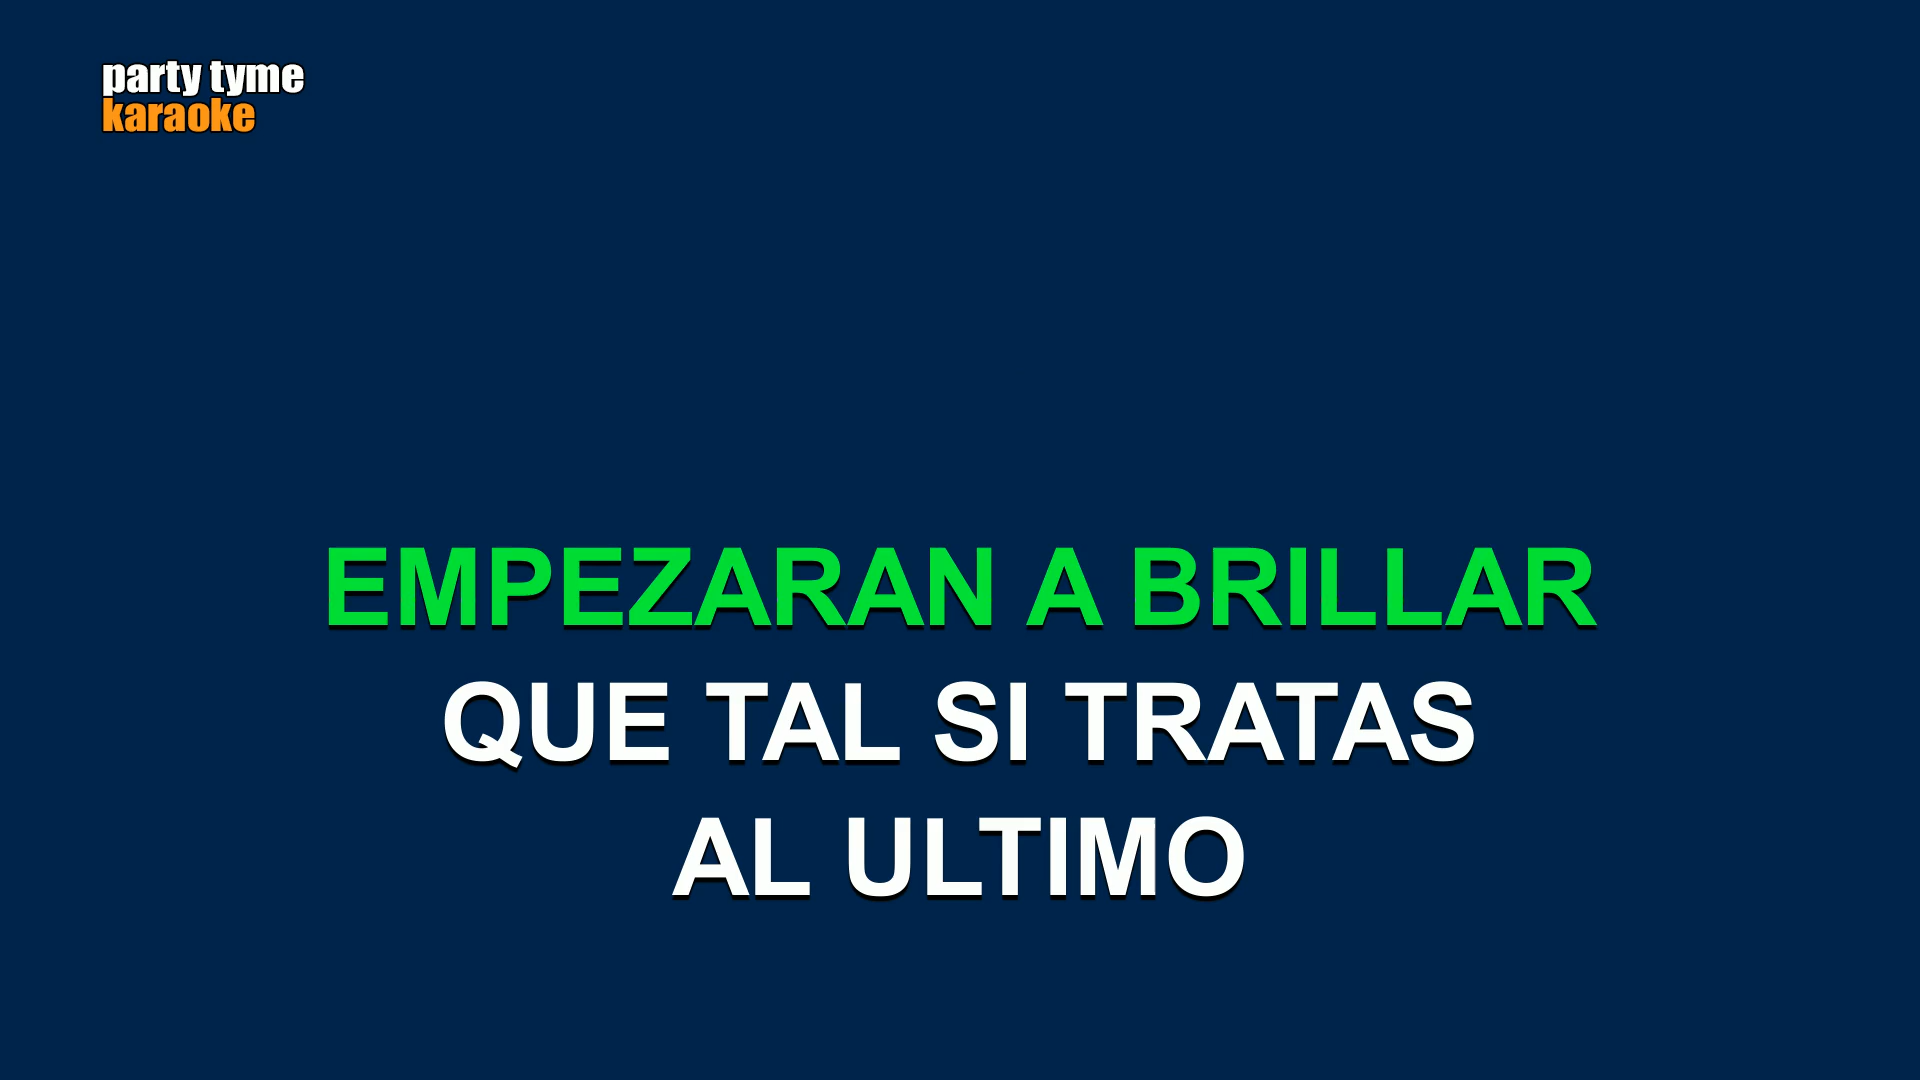 party tyme
karaoke
EMPEZARAN A BRILLAR
QUE TAL SI TRATAS
AL ULTIMO